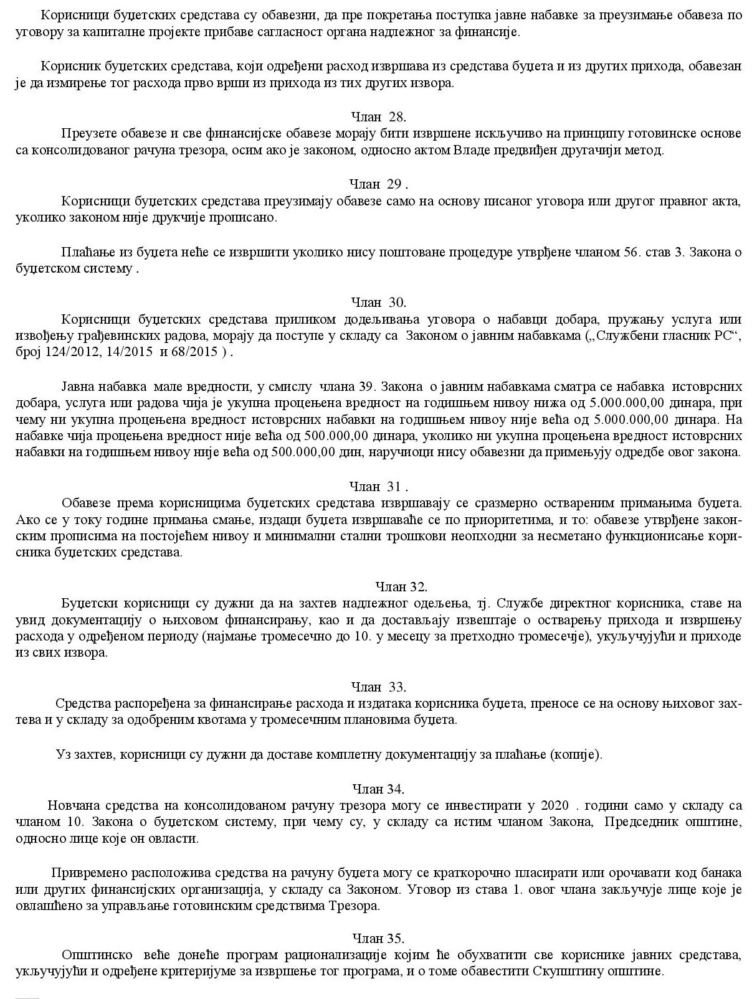 Корисници буџетских средстава су обавезни, да пре покретања поступка јавне набавке за преузимање обавеза по
уговору за капиталне пројекте прибаве сагласност органа надлежног за финансије.
Корисник буџетских средстава, који одређени расход извршава из средстава буџета и из других прихода, обавезан
је да измирење тог расхода прво врши из прихода из тих других извора.
Члан 28.
Преузете обавезе и све финансијске обавезе морају бити извршене искључиво на принципу готовинске основе
са консолидованог рачуна трезора, осим ако је законом, односно актом Владе предвиђен другачији метод.
Члан 29 .
Корисници буџетских средстава преузимају обавезе само на основу писаног уговора или другог правног акта,
уколико законом није друкчије прописано.
Плаћање из буџета неће се извршити уколико нису поштоване процедуре утврђене чланом 56. став 3. Закона о
буџетском систему .
Члан 30.
Корисници буџетских средстава приликом додељивања уговора о набавци добара, пружању услуга или
извођењу грађевинских радова, морају да поступе у складу са Законом о јавним набавкама („Службени гласник РС“,
број 124/2012, 14/2015 и 68/2015 ) .
Јавна набавка мале вредности, у смислу члана 39. Закона о јавним набавкама сматра се набавка истоврсних
добара, услуга или радова чија је укупна процењена вредност на годишњем нивоу нижа од 5.000.000,00 динара, при
чему ни укупна процењена вредност истоврсних набавки на годишњем нивоу није већа од 5.000.000,00 динара. На
набавке чија процењена вредност није већа од 500.000,00 динара, уколико ни укупна процењена вредност истоврсних
набавки на годишњем нивоу није већа од 500.000,00 дин, наручиоци нису обавезни да примењују одредбе овог закона.
Члан 31 .
Обавезе према корисницима буџетских средстава извршавају се сразмерно оствареним примањима буџета.
Ако се у току године примања смање, издаци буџета извршаваће се по приоритетима, и то: обавезе утврђене закон-
ским прописима на постојећем нивоу и минимални стални трошкови неопходни за несметано функционисање кори-
сника буџетских средстава.
Члан 32.
Буџетски корисници су дужни да на захтев надлежног одељења, тј. Службе директног корисника, ставе на
увид документацију о њиховом финансирању, као и да достављају извештаје о остварењу прихода и извршењу
расхода у одређеном периоду (најмање тромесечно до 10. у месецу за претходно тромесечје), укуључујући и приходе
из свих извора.
Члан 33.
Средства распоређена за финансирање расхода и издатака корисника буџета, преносе се на основу њиховог зах-
тева и у складу за одобреним квотама у тромесечним плановима буџета.
Уз захтев, корисници су дужни да доставе комплетну документацију за плаћање (копије).
Члан 34.
Новчана средства на консолидованом рачуну трезора могу се инвестирати у 2020 . години само у складу са
чланом 10. Закона о буџетском систему, при чему су, у складу са истим чланом Закона, Председник општине,
односно лице које он овласти.
Привремено расположива средства на рачуну буџета могу се краткорочно пласирати или орочавати код банака
или других финансијских организација, у складу са Законом. Уговор из става 1. овог члана закључује лице које је
овлашћено за управљање готовинским средствима Трезора.
Члан 35.
Општинско веће донеће програм рационализације којим ће обухватити све кориснике јавних средстава,
укључујући и одређене критеријуме за извршење тог програма, и о томе обавестити Скупштину општине.